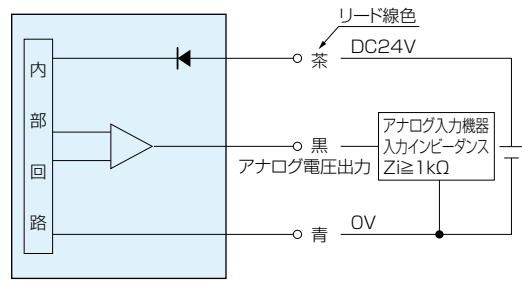 リード線色
茶 DC24V
内部回路
黒
アナログ電圧出力
アナログ入力機器
入力インピーダンス
Zi≧1kΩ
青 0V